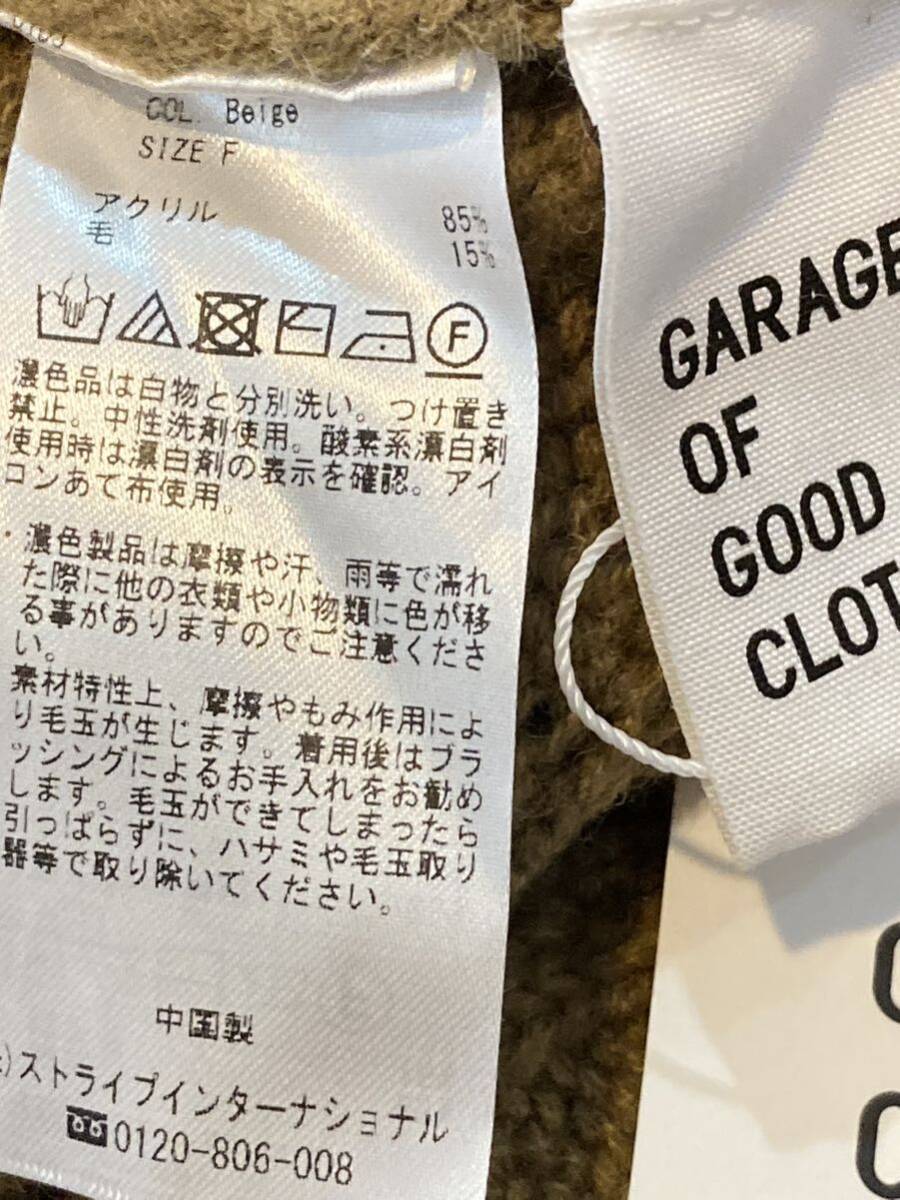 COL. Beige
SIZE F
アクリル 85%
毛 15%
F
濃色品は白物と分別洗い。つけ置き
禁止。中性洗剤使用。酸素系漂白剤
使用時は漂白剤の表示を確認。アイ
ロンあて布使用。
・濃色製品は摩擦や汗、雨等で濡れ
た際に他の衣類や小物類に色が移
る事がありますのでご注意くださ
い。
素材特性上、摩擦やもみ作用によ
り毛玉が生じます。着用後はブラ
ッシングによるお手入れをお勧め
します。毛玉ができてしまったら
引っぱらずに、ハサミや毛玉取り
器等で取り除いてください。
中国製
)ストライプインターナショナル
0120-806-008
GARAGE
OF
GOOD
CLOT